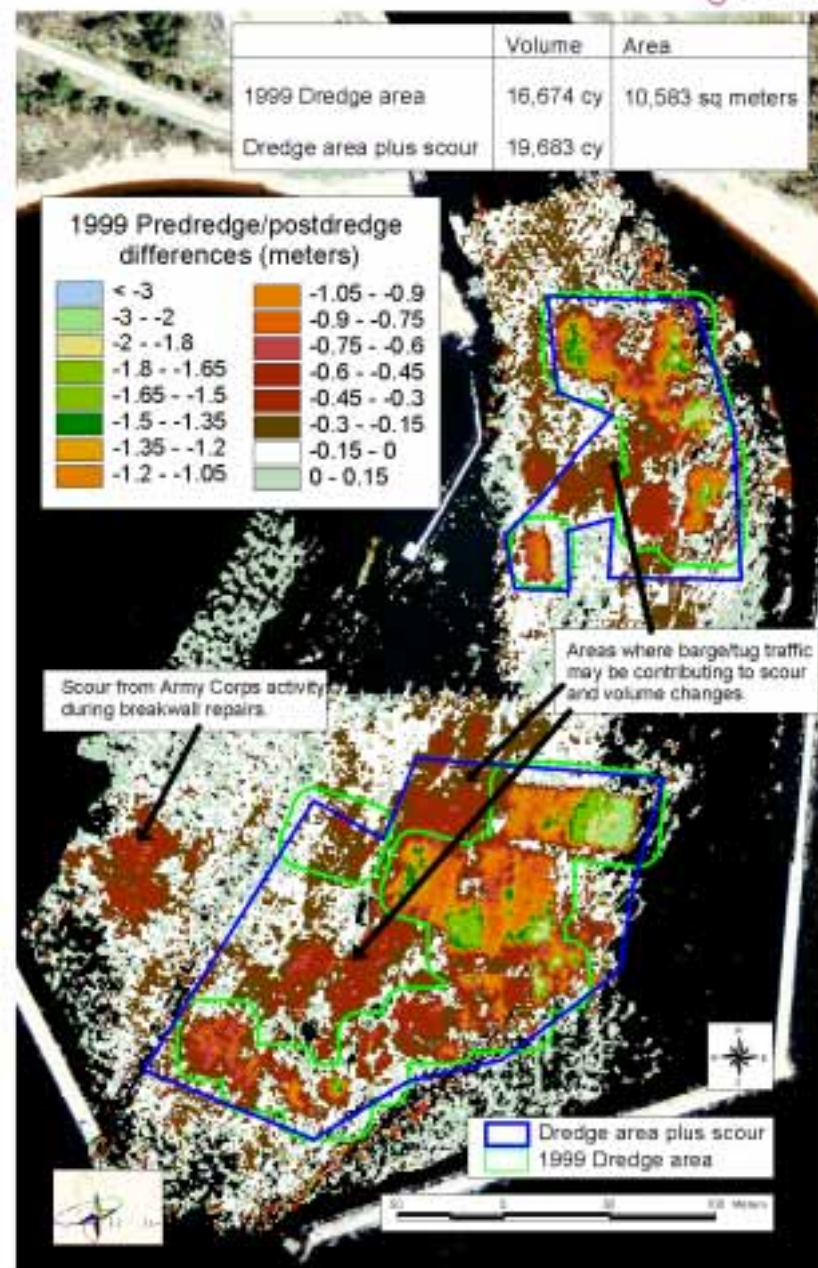 Volume Area
1999 Dredge area 16,674 cy 10,583 sq meters
Dredge area plus scour 19,683 cy
1999 Predredge/postdredge
differences (meters)
< -3
-3 - -2
-2 - -1.8
-1.8 - -1.65
-1.65 - -1.5
-1.5 - -1.35
-1.35 - -1.2
-1.2 - -1.05
-1.05 - -0.9
-0.9 - -0.75
-0.75 - -0.6
-0.6 - -0.45
-0.45 - -0.3
-0.3 - -0.15
-0.15 - 0
0 - 0.15
Areas where barge/tug traffic
may be contributing to scour
and volume changes.
Scour from Army Corps activity
during breakwall repairs.
Dredge area plus scour
1999 Dredge area
50 0 50 100 Meters